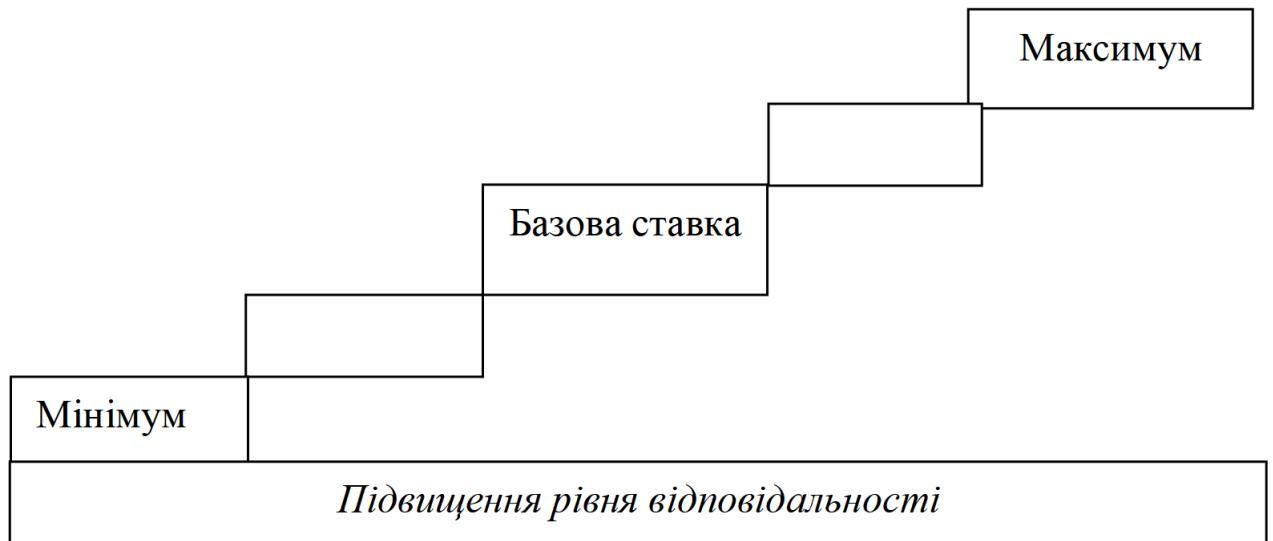 Максимум
Базова ставка
Мінімум
Підвищення рівня відповідальності